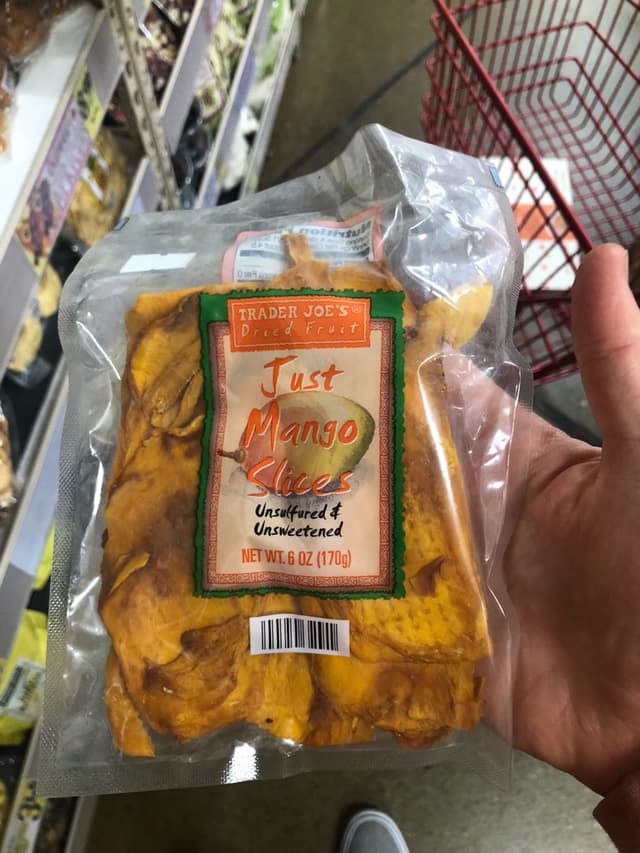 TRADER JOE'S®
Dried Fruit
Just
Mango
Slices
Unsulfured &
Unsweetened
NET WT. 6 OZ (170g)